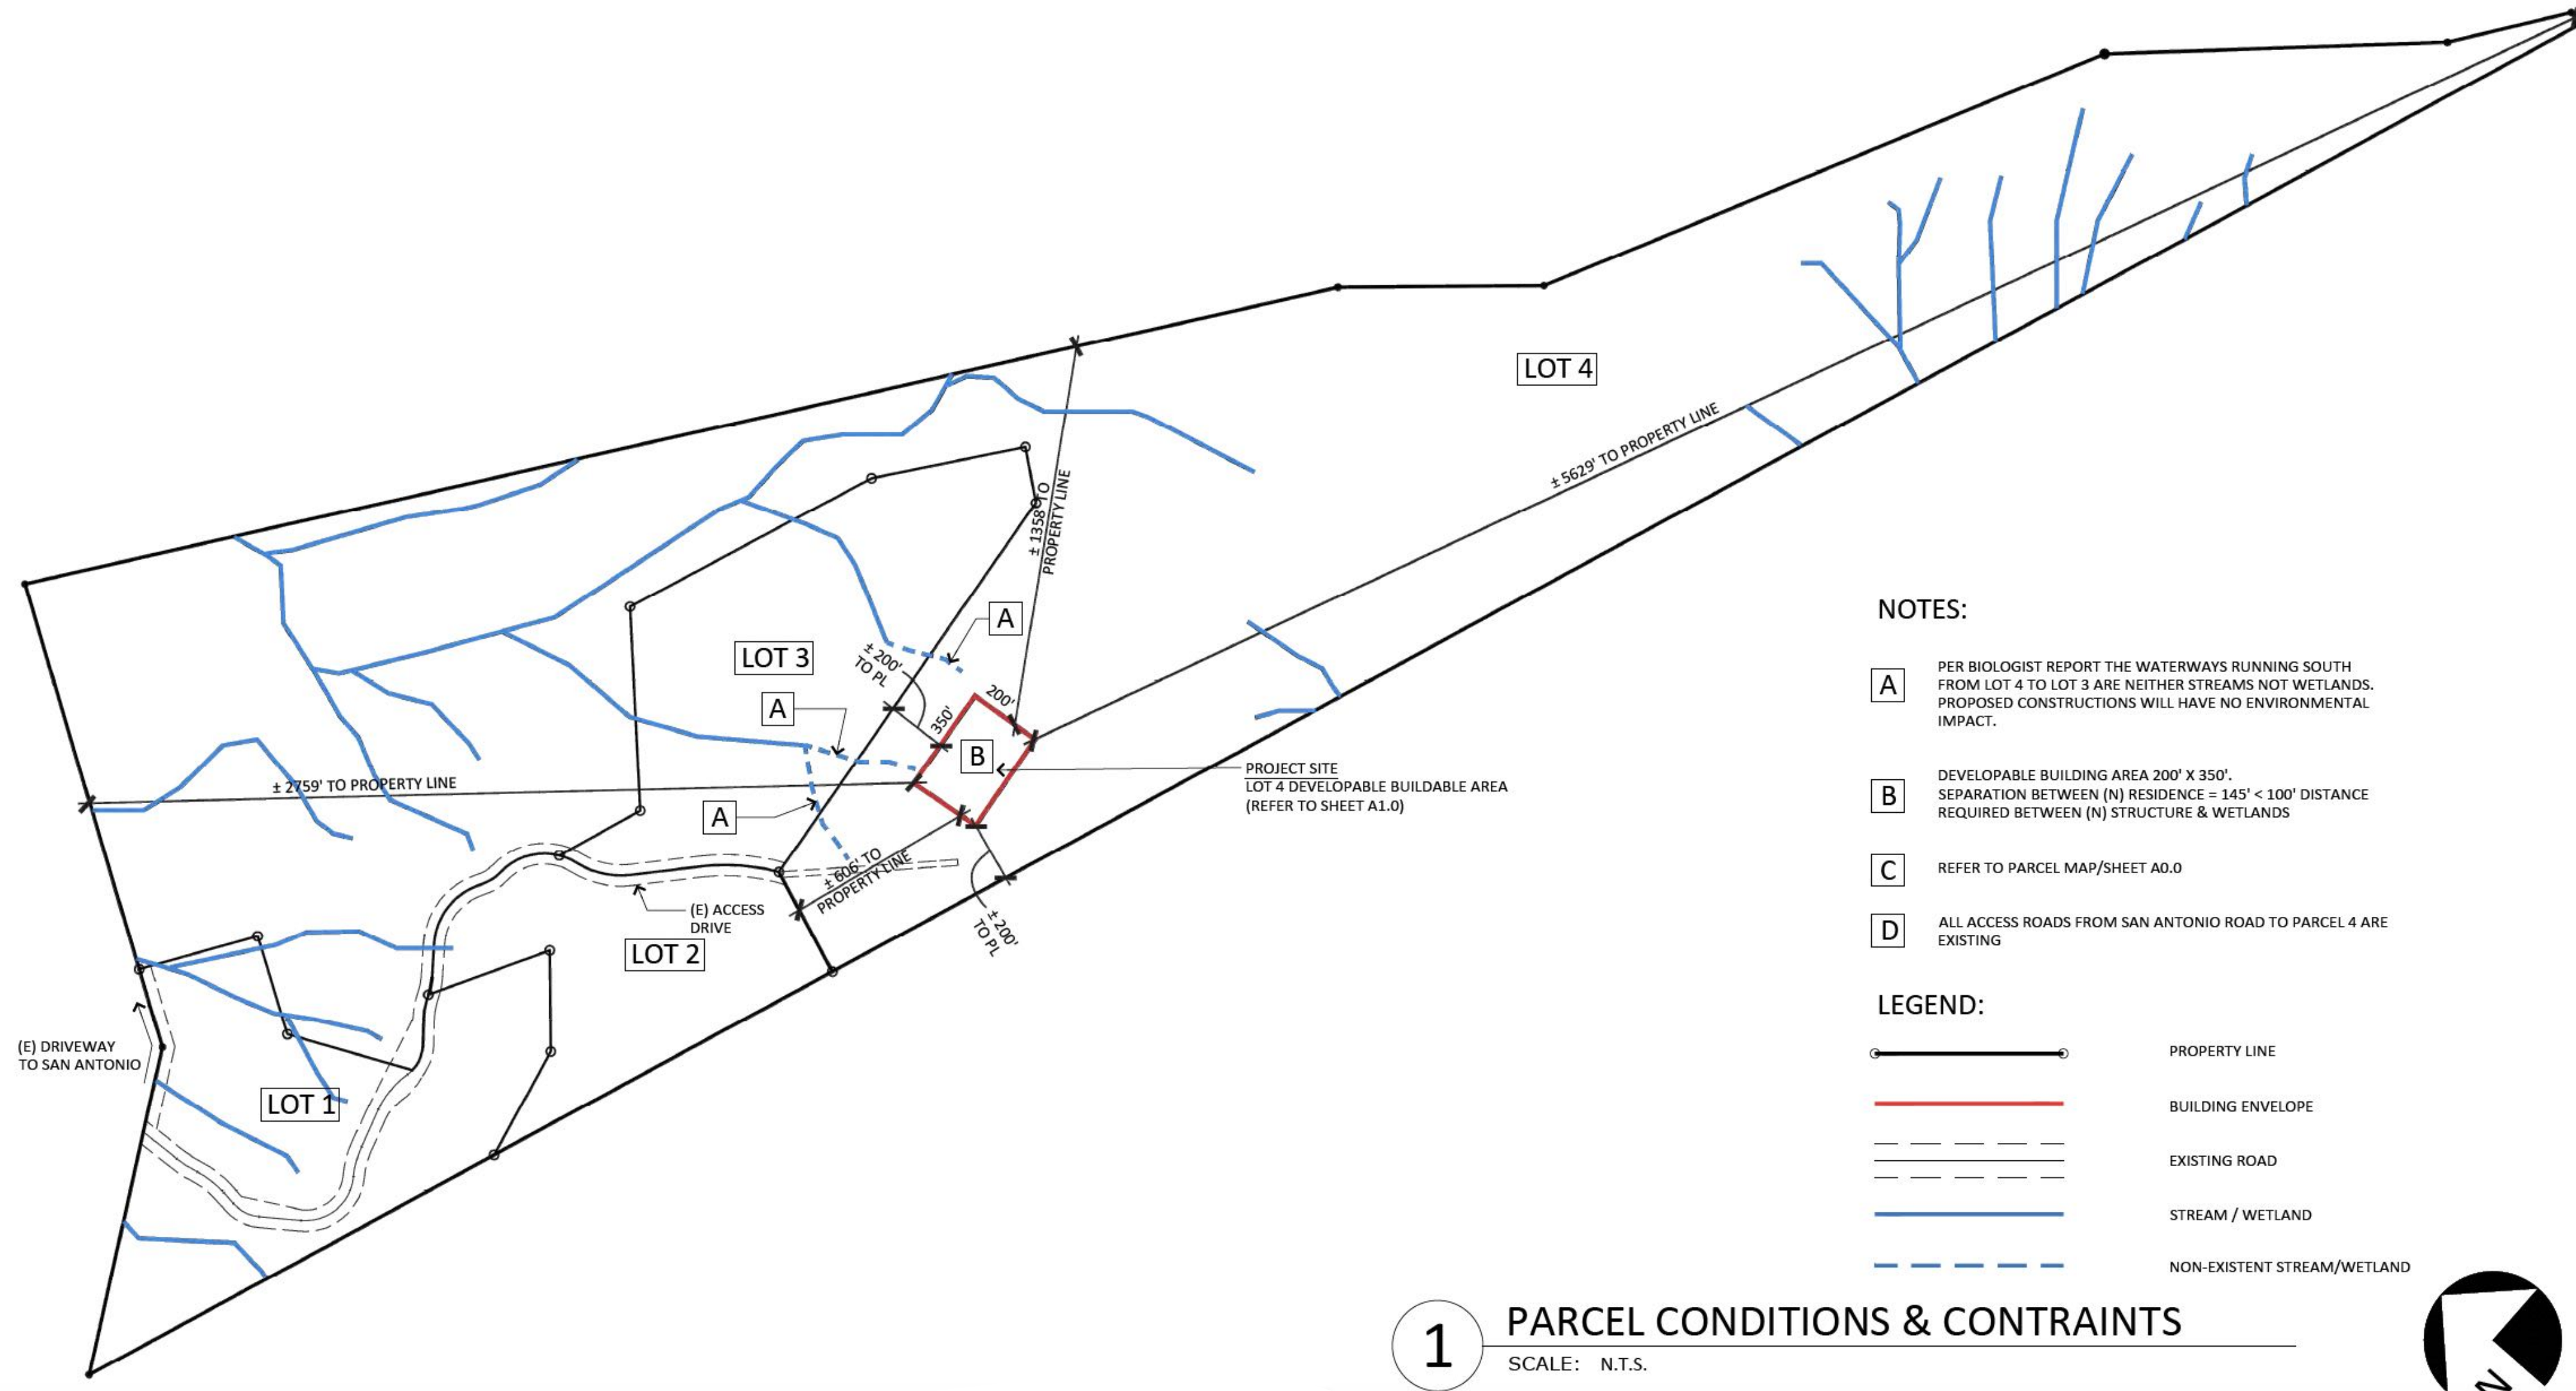 LOT 4
± 5629' TO PROPERTY LINE
± 1358' TO
PROPERTY LINE
A
LOT 3
± 200'
TO PL
A
200'
350'
B
± 2759' TO PROPERTY LINE
A
PROJECT SITE
LOT 4 DEVELOPABLE BUILDABLE AREA
(REFER TO SHEET A1.0)
± 606' TO
PROPERTY LINE
(E) ACCESS
DRIVE
LOT 2
± 200'
TO PL
(E) DRIVEWAY
TO SAN ANTONIO
LOT 1
NOTES:
A
PER BIOLOGIST REPORT THE WATERWAYS RUNNING SOUTH
FROM LOT 4 TO LOT 3 ARE NEITHER STREAMS NOT WETLANDS.
PROPOSED CONSTRUCTIONS WILL HAVE NO ENVIRONMENTAL
IMPACT.
B
DEVELOPABLE BUILDING AREA 200' X 350'.
SEPARATION BETWEEN (N) RESIDENCE = 145' < 100' DISTANCE
REQUIRED BETWEEN (N) STRUCTURE & WETLANDS
C
REFER TO PARCEL MAP/SHEET A0.0
D
ALL ACCESS ROADS FROM SAN ANTONIO ROAD TO PARCEL 4 ARE
EXISTING
LEGEND:
PROPERTY LINE
BUILDING ENVELOPE
EXISTING ROAD
STREAM / WETLAND
NON-EXISTENT STREAM/WETLAND
1
PARCEL CONDITIONS & CONTRAINTS
SCALE: N.T.S.
N